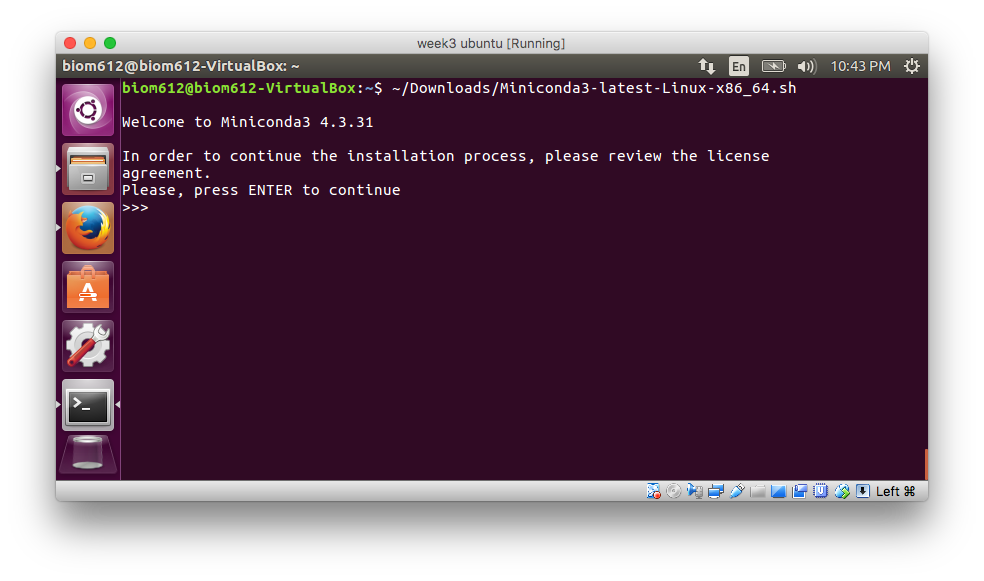 week3 ubuntu [Running]
biom612@biom612-VirtualBox: ~
En
10:43 PM
biom612@biom612-VirtualBox:~$ ~/Downloads/Miniconda3-latest-Linux-x86_64.sh
Welcome to Miniconda3 4.3.31
In order to continue the installation process, please review the license
agreement.
Please, press ENTER to continue
>>>
Left ⌘